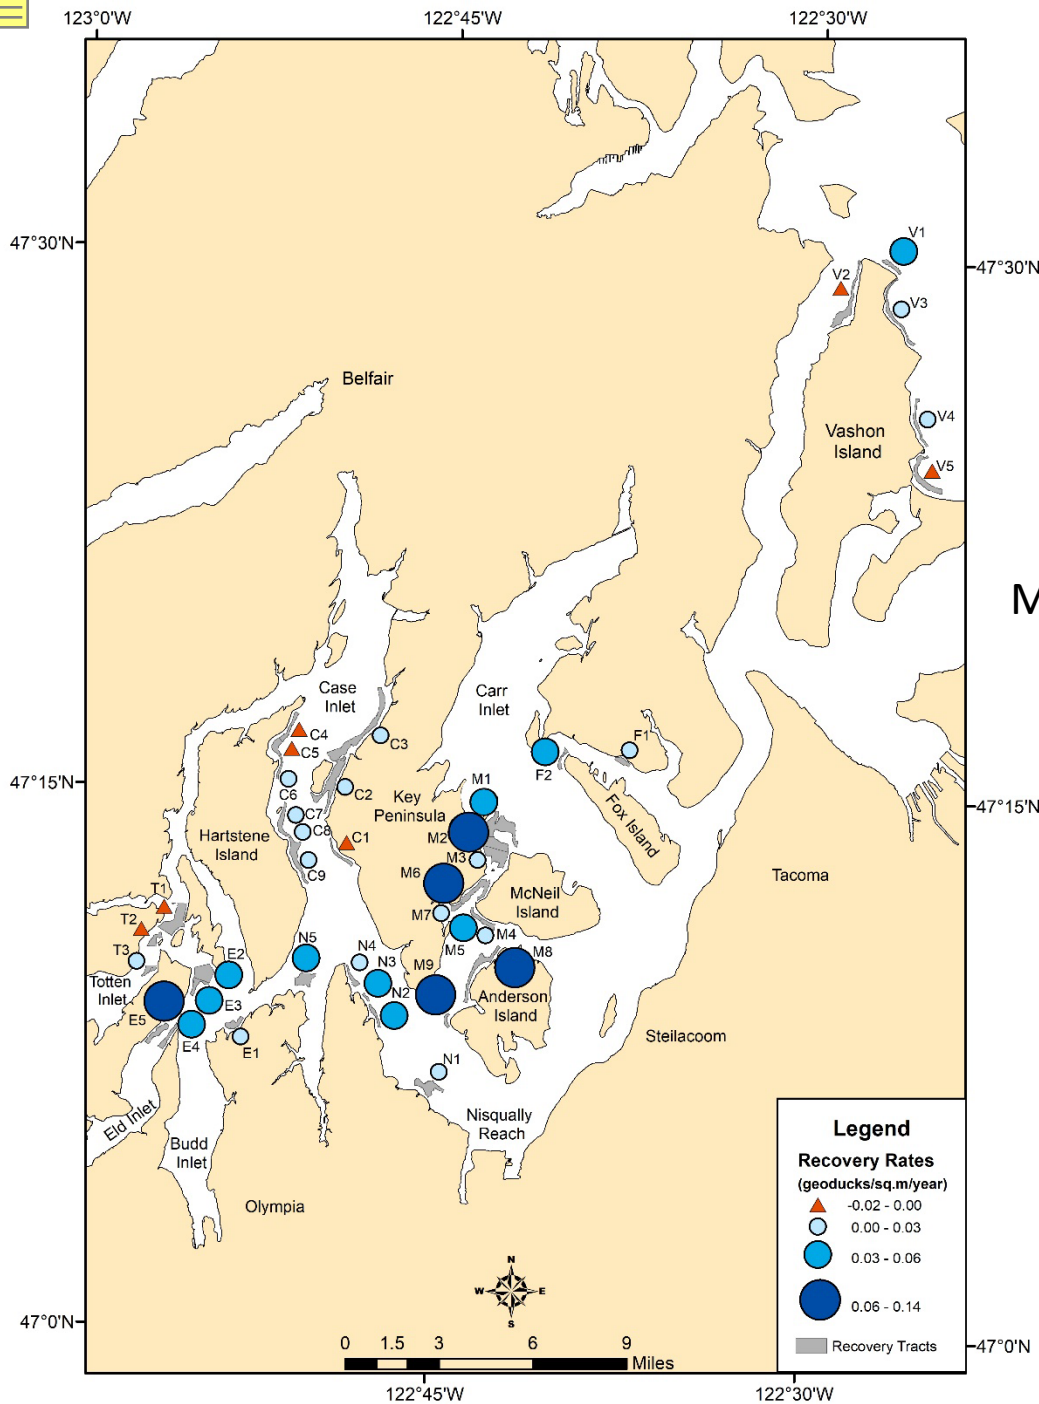 123°0'W
122°45'W
122°30'W
47°30'N
47°30'N
V1
V2
V3
Belfair
V4
Vashon
Island
V5
M
Case
Inlet
Carr
Inlet
C4
C5
C3
F1
F2
47°15'N
47°15'N
C6
C2
M1
Key
Peninsula
C7
C8
C1
M2
Fox Island
Hartstene
Island
C9
M3
M6
Tacoma
T1
McNeil
Island
T2
M7
M5
M4
T3
E2
N5
N4
N3
M9
M8
Totten
Inlet
E5
E3
N2
Anderson
Island
E4
E1
Steilacoom
N1
Eld Inlet
Nisqually
Reach
Budd
Inlet
Olympia
Legend
Recovery Rates
(geoducks/sq.m/year)
-0.02 - 0.00
0.00 - 0.03
0.03 - 0.06
0.06 - 0.14
Recovery Tracts
N
W
E
S
47°0'N
47°0'N
0 1.5 3 6 9
Miles
122°45'W
122°30'W